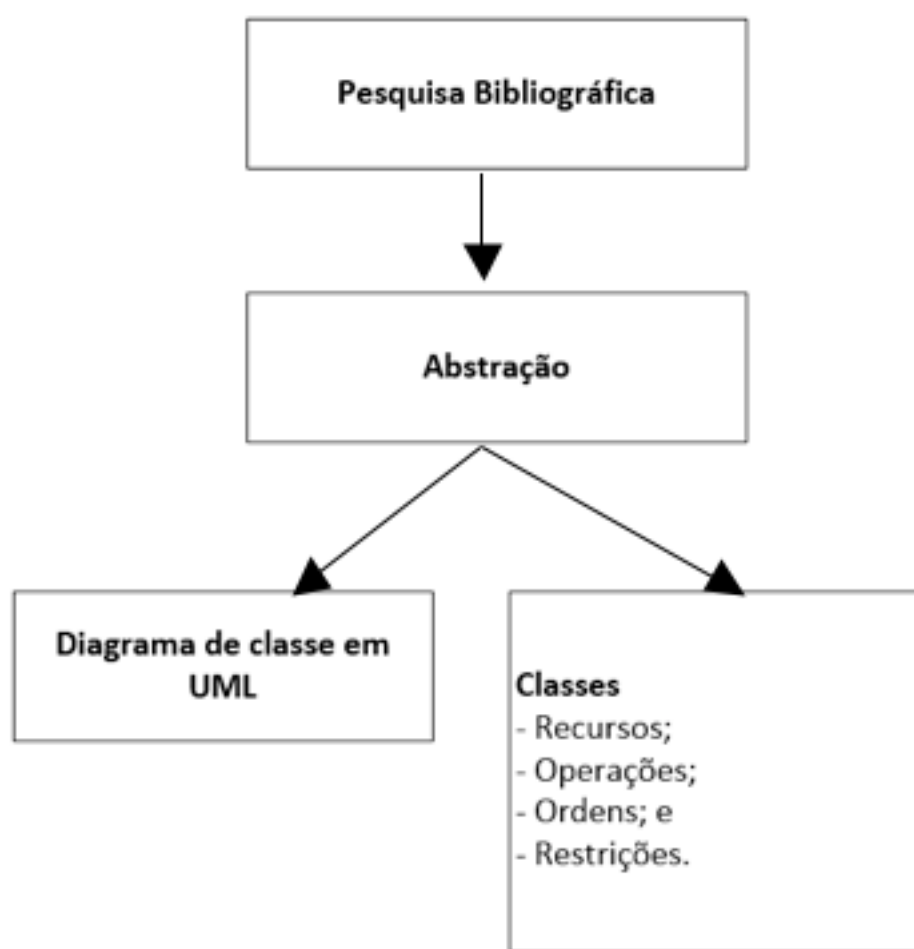 Pesquisa Bibliográfica
Abstração
Diagrama de classe em
UML
Classes
- Recursos;
- Operações;
- Ordens; e
- Restrições.